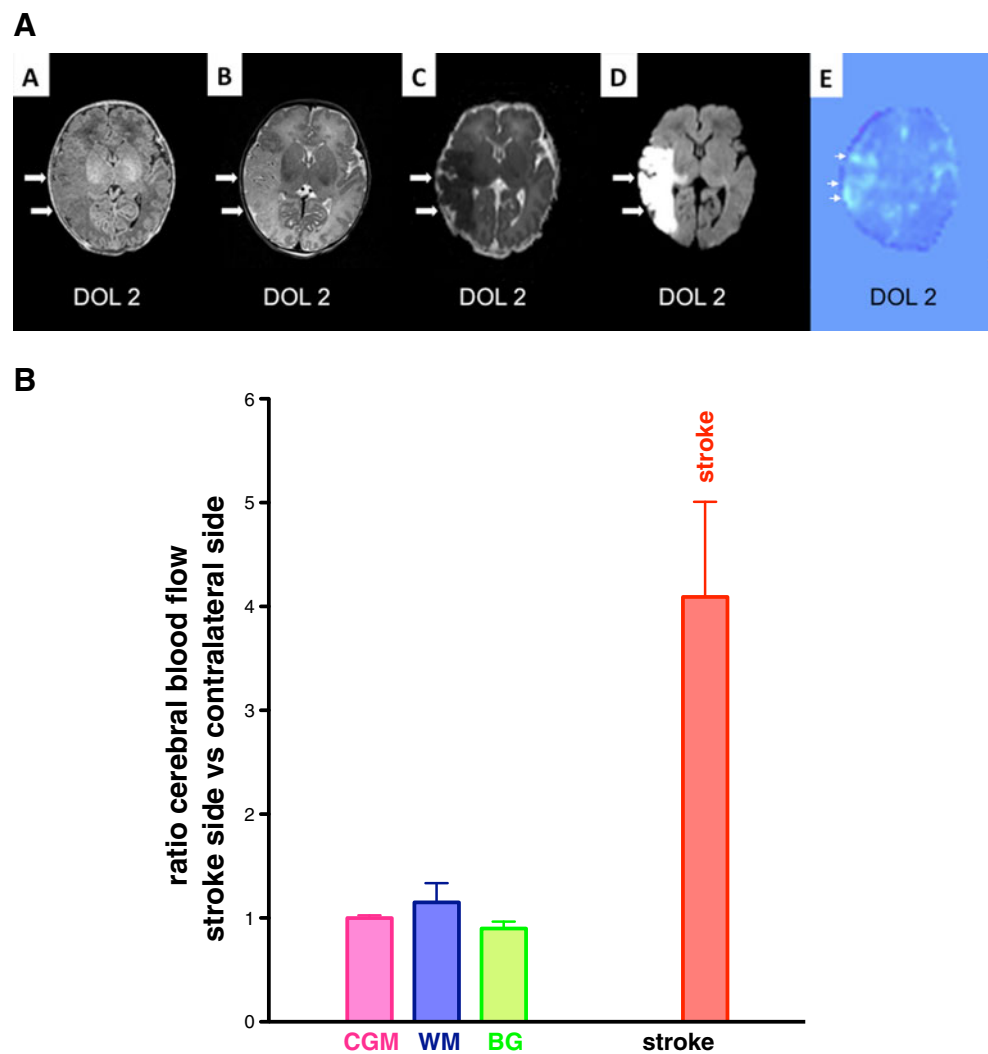 A
A B C D E
DOL 2 DOL 2 DOL 2 DOL 2 DOL 2
B
ratio cerebral blood flow
stroke side vs contralateral side
6
5
4
3
2
1
0
stroke
CGM WM BG stroke